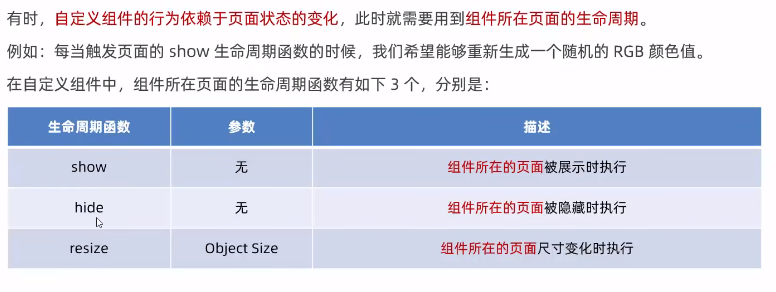 有时，自定义组件的行为依赖于页面状态的变化，此时就需要用到组件所在页面的生命周期。
例如：每当触发页面的 show 生命周期函数的时候，我们希望能够重新生成一个随机的 RGB 颜色值。
在自定义组件中，组件所在页面的生命周期函数有如下 3 个，分别是：
生命周期函数 参数 描述
show 无 组件所在的页面被展示时执行
hide 无 组件所在的页面被隐藏时执行
resize Object Size 组件所在的页面尺寸变化时执行